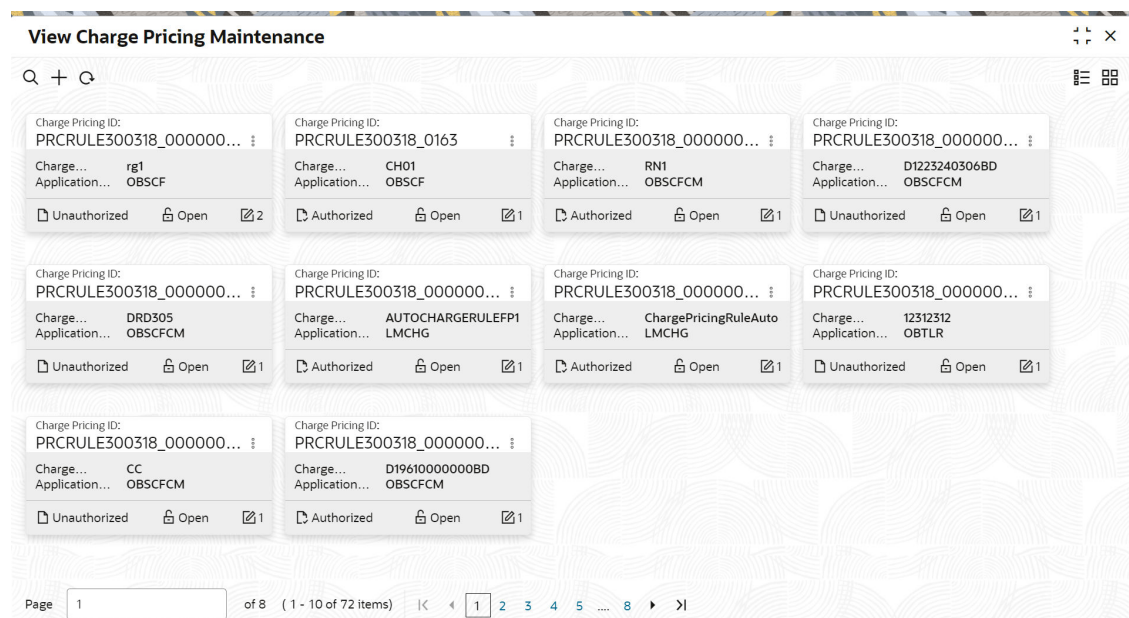 View Charge Pricing Maintenance
Charge Pricing ID:
PRCRULE300318_000000...
Charge... rg1
Application... OBSCF
Unauthorized Open 2
Charge Pricing ID:
PRCRULE300318_0163
Charge... CH01
Application... OBSCF
Authorized Open 1
Charge Pricing ID:
PRCRULE300318_000000...
Charge... RN1
Application... OBSCFCM
Authorized Open 1
Charge Pricing ID:
PRCRULE300318_000000...
Charge... D1223240306BD
Application... OBSCFCM
Unauthorized Open 1
Charge Pricing ID:
PRCRULE300318_000000...
Charge... DRD305
Application... OBSCFCM
Unauthorized Open 1
Charge Pricing ID:
PRCRULE300318_000000...
Charge... AUTOCHARGERULEFP1
Application... LMCHG
Authorized Open 1
Charge Pricing ID:
PRCRULE300318_000000...
Charge... ChargePricingRuleAuto
Application... LMCHG
Authorized Open 1
Charge Pricing ID:
PRCRULE300318_000000...
Charge... 12312312
Application... OBTLR
Unauthorized Open 1
Charge Pricing ID:
PRCRULE300318_000000...
Charge... CC
Application... OBSCFCM
Unauthorized Open 1
Charge Pricing ID:
PRCRULE300318_000000...
Charge... D19610000000BD
Application... OBSCFCM
Authorized Open 1
Page 1 of 8 (1 - 10 of 72 items) 1 2 3 4 5 .... 8